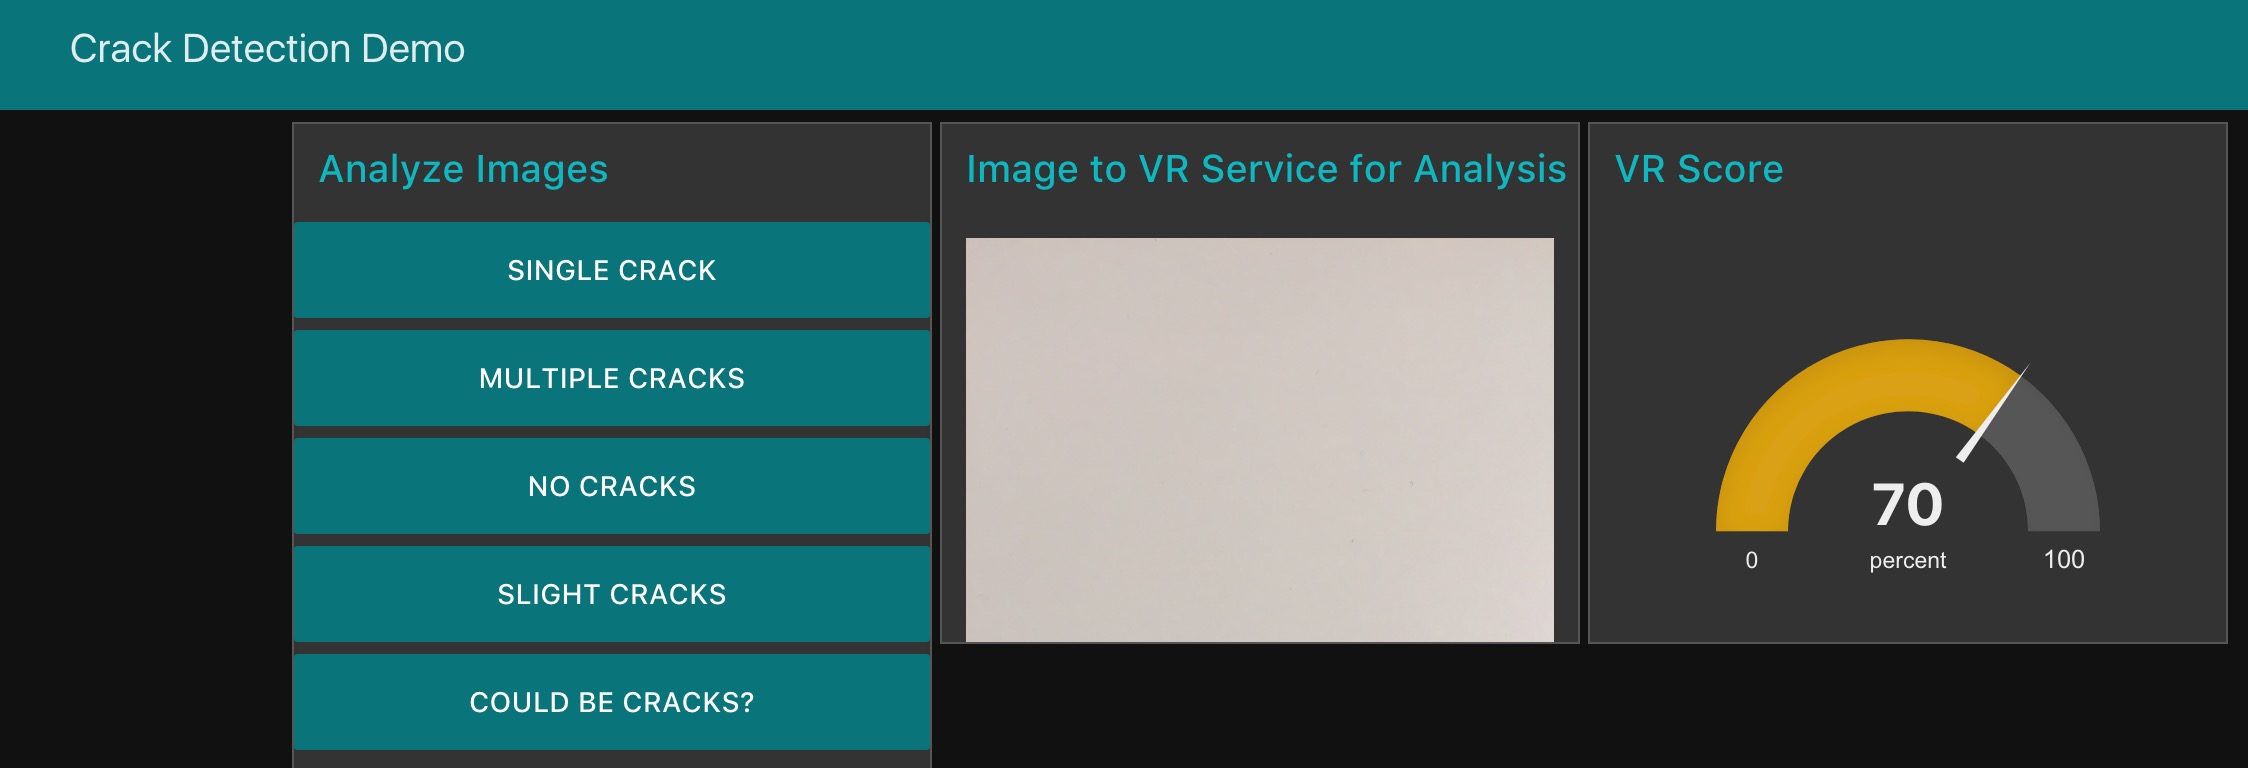 Crack Detection Demo
Analyze Images
SINGLE CRACK
MULTIPLE CRACKS
NO CRACKS
SLIGHT CRACKS
COULD BE CRACKS?
Image to VR Service for Analysis
VR Score
70
0
percent
100